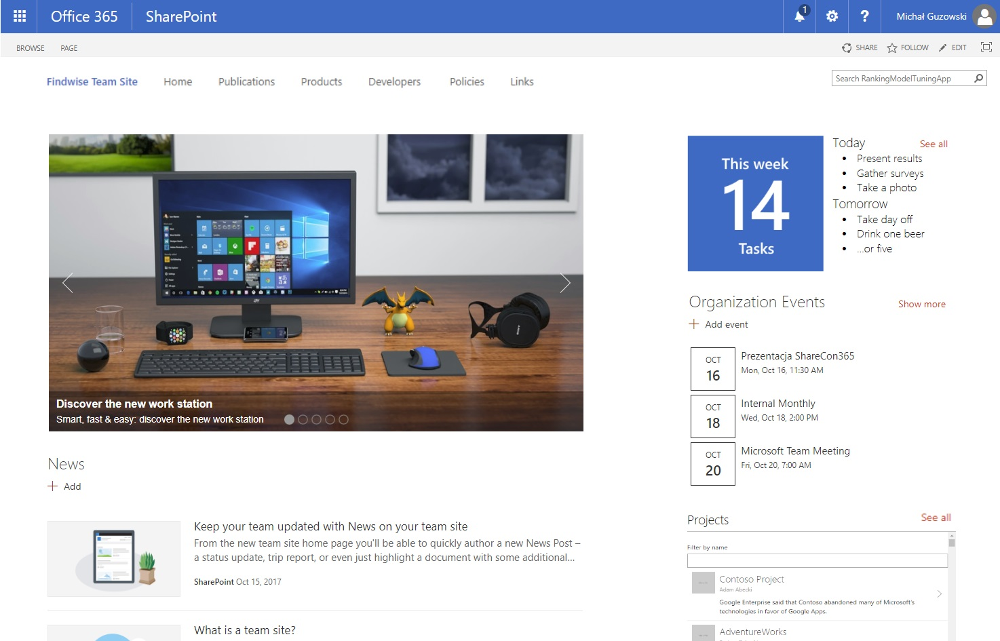 Office 365
SharePoint
1
?
Michał Guzowski
BROWSE
PAGE
SHARE
FOLLOW
EDIT
Findwise Team Site
Home
Publications
Products
Developers
Policies
Links
Search RankingModelTuningApp
This week
14
Tasks
Today
See all
• Present results
• Gather surveys
• Take a photo
Tomorrow
• Take day off
• Drink one beer
• ...or five
Discover the new work station
Smart, fast & easy: discover the new work station
Organization Events
Show more
Add event
OCT
16
Prezentacja ShareCon365
Mon, Oct 16, 11:30 AM
OCT
18
Internal Monthly
Wed, Oct 18, 2:00 PM
OCT
20
Microsoft Team Meeting
Fri, Oct 20, 7:00 AM
News
Add
Keep your team updated with News on your team site
From the new team site home page you'll be able to quickly author a new News Post –
a status update, trip report, or even just highlight a document with some additional...
SharePoint Oct 15, 2017
What is a team site?
Projects
See all
Filter by name
Contoso Project
Adam Abecki
Google Enterprise said that Contoso abandoned many of Microsoft's
technologies in favor of Google Apps.
AdventureWorks